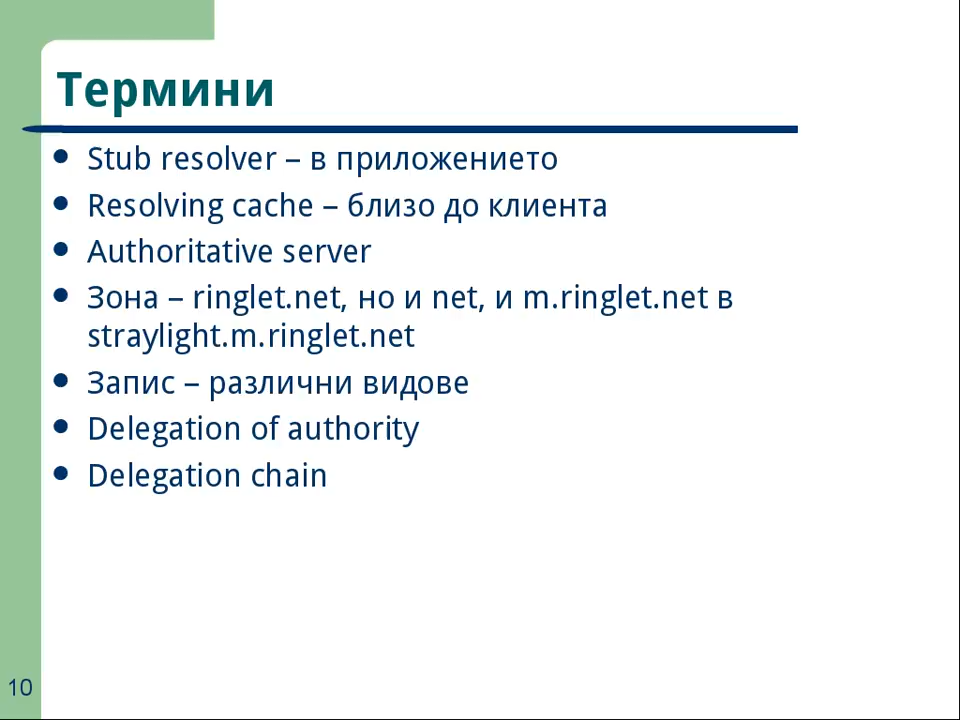 Термини
Stub resolver – в приложението
Resolving cache – близо до клиента
Authoritative server
Зона – ringlet.net, но и net, и m.ringlet.net в
straylight.m.ringlet.net
Запис – различни видове
Delegation of authority
Delegation chain
10